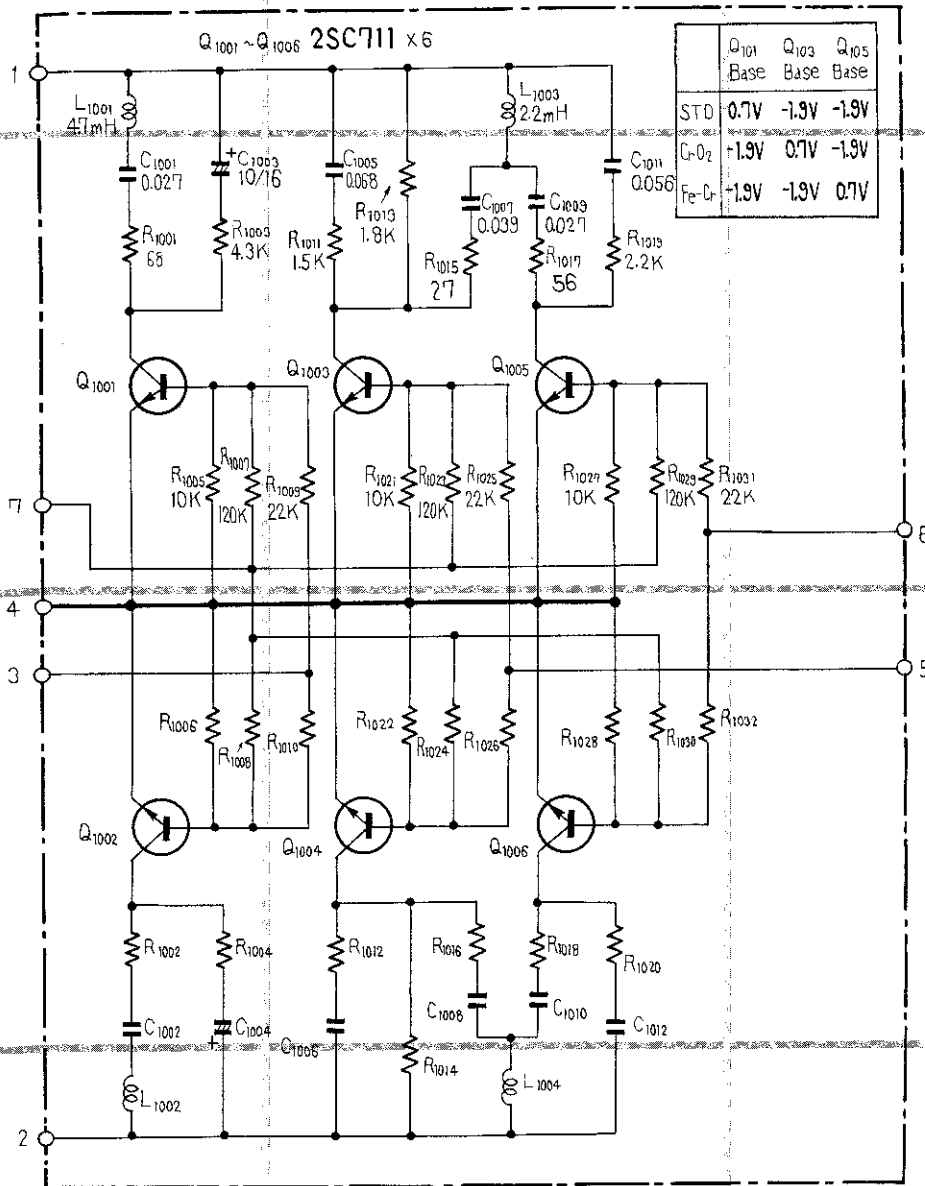 Q1001 ~ Q1006 2SC711 ×6
Q101 Base Q103 Base Q105 Base
STD 0.7V -1.9V -1.9V
CrO2 -1.9V 0.7V -1.9V
Fe-Cr -1.9V -1.9V 0.7V
1
L1001
47mH
L1003
2.2mH
C1001
0.027
+
C1003
10/16
C1005
0.068
R1013
1.8K
C1007
0.039
C1009
0.027
C1011
0.056
R1001
68
R1003
4.3K
R1011
1.5K
R1015
27
R1017
56
R1019
2.2K
Q1001
Q1003
Q1005
R1005
10K
R1007
120K
R1009
22K
R1021
10K
R1023
120K
R1025
22K
R1027
10K
R1029
120K
R1031
22K
7
6
4
3
5
R1006
R1008
R1010
R1022
R1024
R1026
R1028
R1030
R1032
Q1002
Q1004
Q1006
R1002
R1004
R1012
R1016
R1018
R1020
C1002
C1004
+
C1006
C1008
C1010
C1012
R1014
L1002
L1004
2